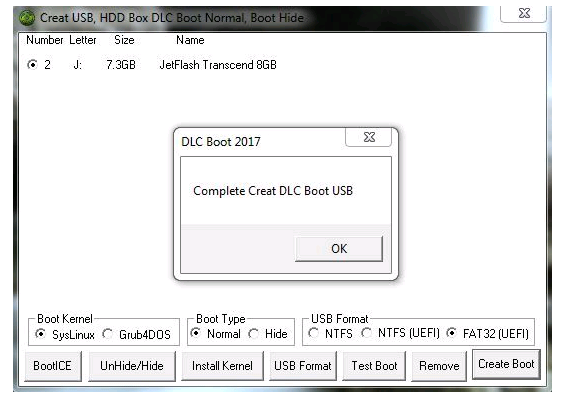 Creat USB, HDD Box DLC Boot Normal, Boot Hide
Number Letter Size Name
2 J: 7.3GB JetFlash Transcend 8GB
DLC Boot 2017
Complete Creat DLC Boot USB
OK
Boot Kernel Boot Type USB Format
SysLinux Grub4DOS Normal Hide NTFS NTFS (UEFI) FAT32 (UEFI)
BootICE UnHide/Hide Install Kernel USB Format Test Boot Remove Create Boot